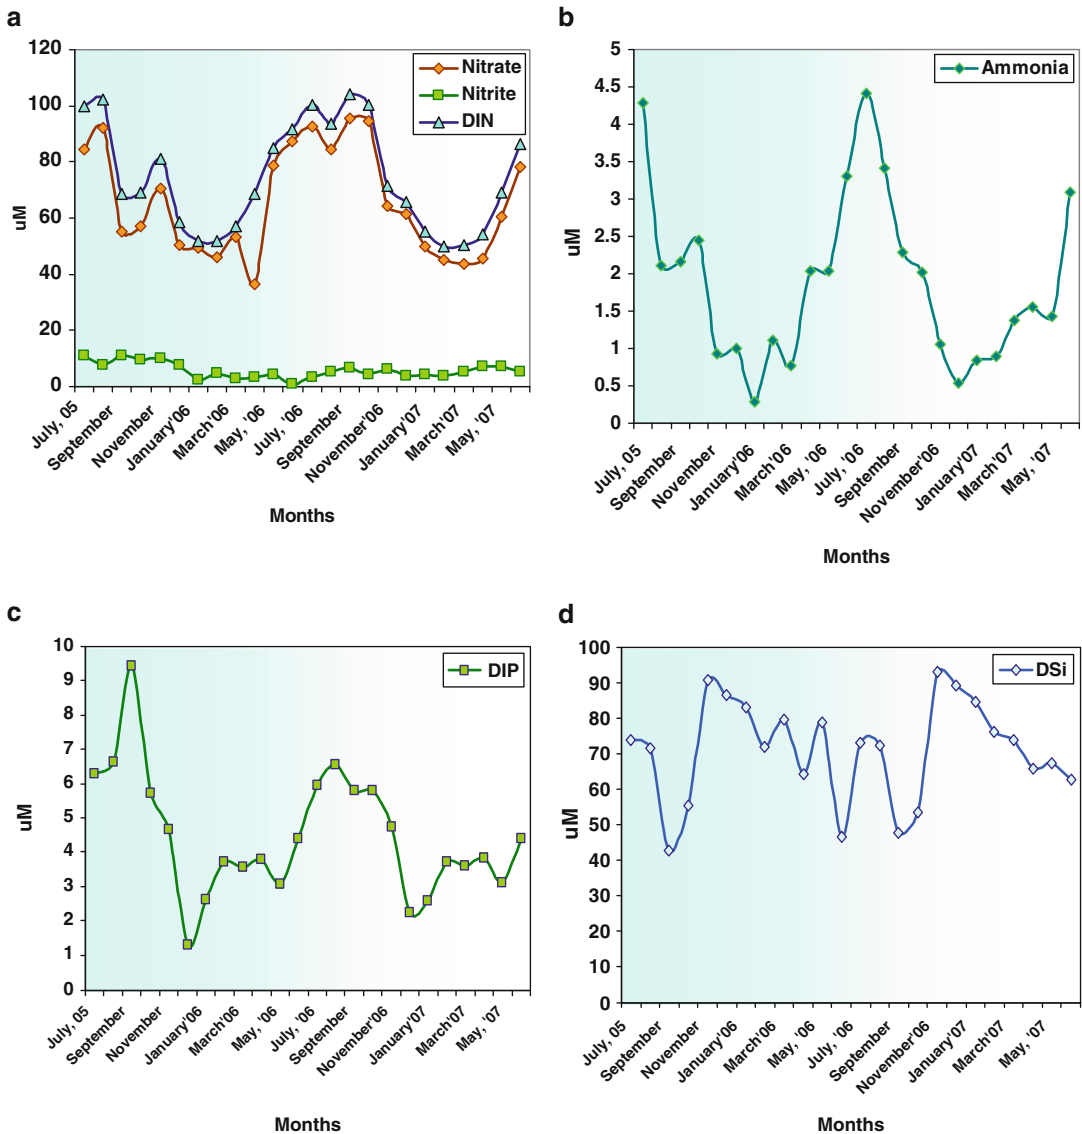 a
120
100
80
60
40
20
0
uM
Nitrate
Nitrite
DIN
July, 05
September
November
January'06
March'06
May, '06
July, '06
September
November'06
January'07
March'07
May, '07
Months
b
5
4.5
4
3.5
3
2.5
2
1.5
1
0.5
0
uM
Ammonia
July, 05
September
November
January'06
March'06
May, '06
July, '06
September
November'06
January'07
March'07
May, '07
Months
c
10
9
8
7
6
5
4
3
2
1
0
uM
DIP
July, 05
September
November
January'06
March'06
May, '06
July, '06
September
November'06
January'07
March'07
May, '07
Months
d
100
90
80
70
60
50
40
30
20
10
0
uM
DSi
July, 05
September
November
January'06
March'06
May, '06
July, '06
September
November'06
January'07
March'07
May, '07
Months